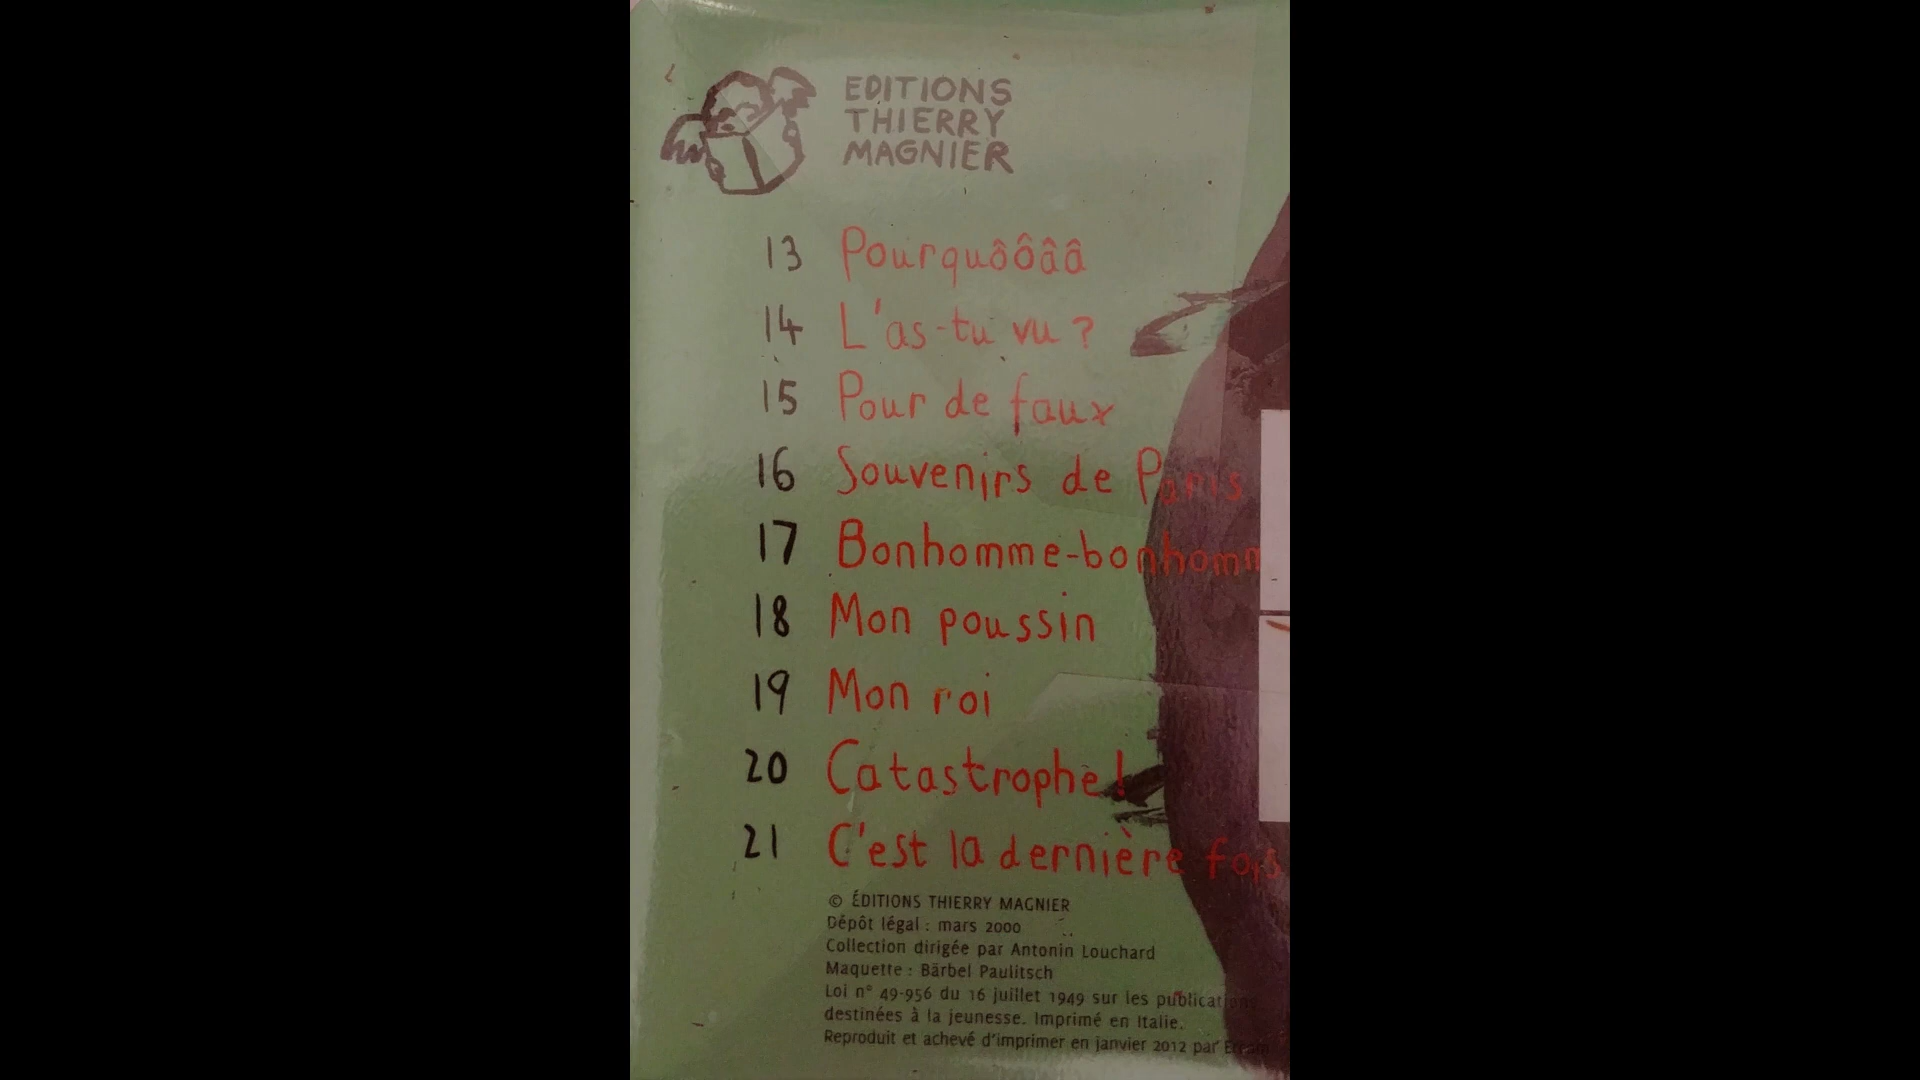 EDITIONS
THIERRY
MAGNIER
13 Pourquôôââ
14 L'as-tu vu ?
15 Pour de faux
16 Souvenirs de Paris
17 Bonhomme-bonhomm
18 Mon poussin
19 Mon roi
20 Catastrophe !
21 C'est la dernière fois
© ÉDITIONS THIERRY MAGNIER
Dépôt légal : mars 2000
Collection dirigée par Antonin Louchard
Maquette : Bärbel Paulitsch
Loi n° 49-956 du 16 juillet 1949 sur les publications
destinées à la jeunesse. Imprimé en Italie.
Reproduit et achevé d'imprimer en janvier 2012 par